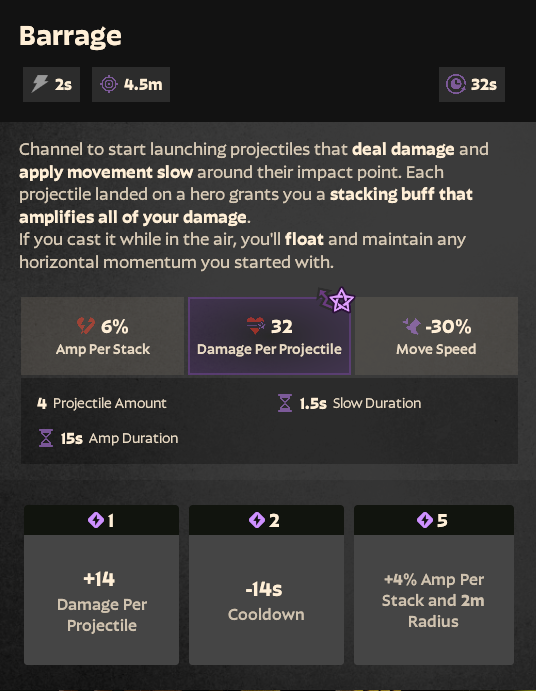 Barrage
2s 4.5m 32s
Channel to start launching projectiles that deal damage and
apply movement slow around their impact point. Each
projectile landed on a hero grants you a stacking buff that
amplifies all of your damage.
If you cast it while in the air, you'll float and maintain any
horizontal momentum you started with.
6% 32 -30%
Amp Per Stack Damage Per Projectile Move Speed
4 Projectile Amount 1.5s Slow Duration
15s Amp Duration
1
+14
Damage Per
Projectile
2
-14s
Cooldown
5
+4% Amp Per
Stack and 2m
Radius